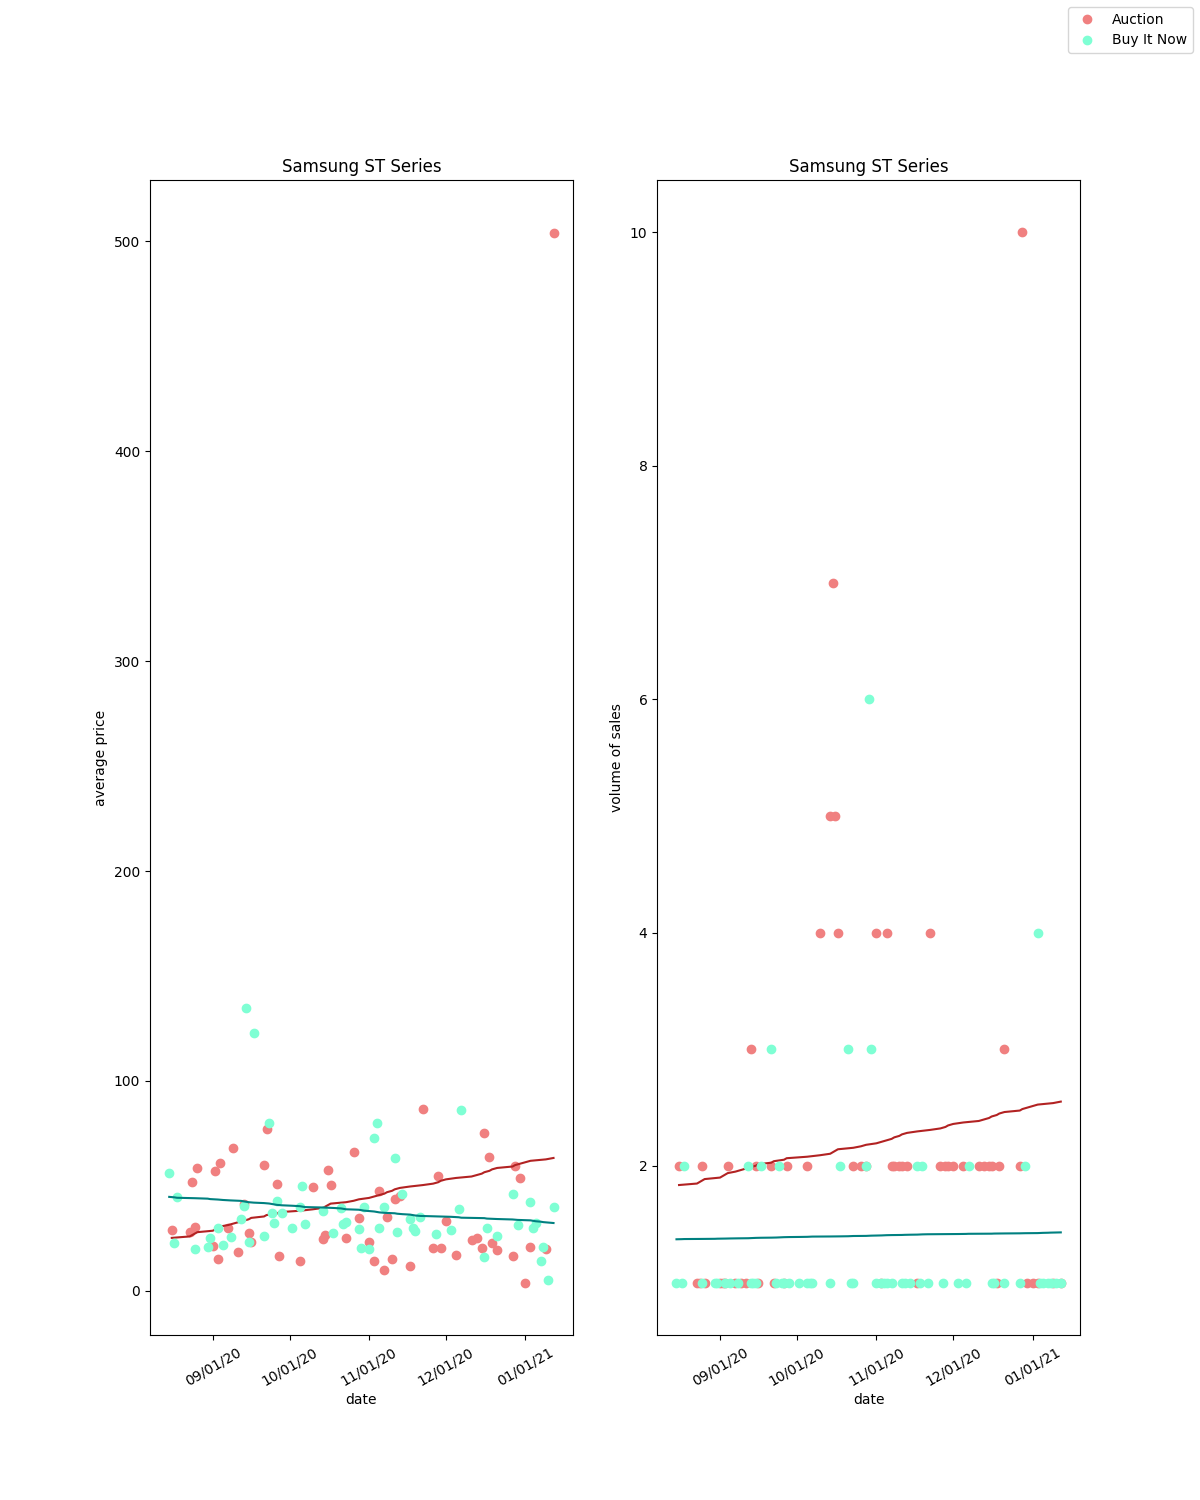 Auction
Buy It Now
Samsung ST Series
500
400
300
200
100
0
average price
09/01/20
10/01/20
11/01/20
12/01/20
01/01/21
date
Samsung ST Series
10
8
6
4
2
volume of sales
09/01/20
10/01/20
11/01/20
12/01/20
01/01/21
date